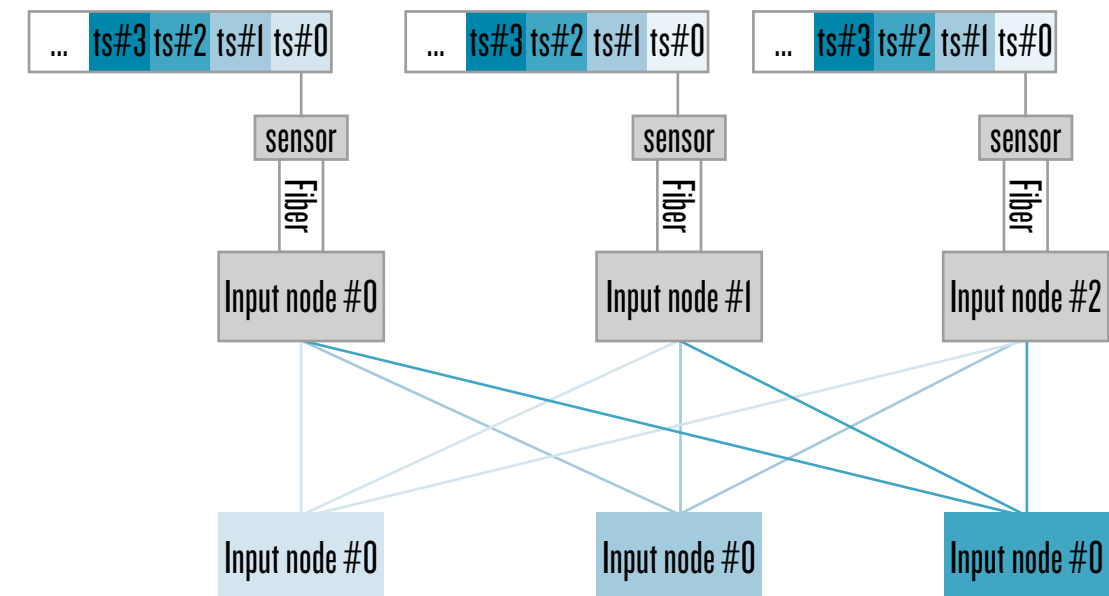 ... ts#3 ts#2 ts#1 ts#0
... ts#3 ts#2 ts#1 ts#0
... ts#3 ts#2 ts#1 ts#0
sensor
sensor
sensor
Fiber
Fiber
Fiber
Input node #0
Input node #1
Input node #2
Input node #0
Input node #0
Input node #0